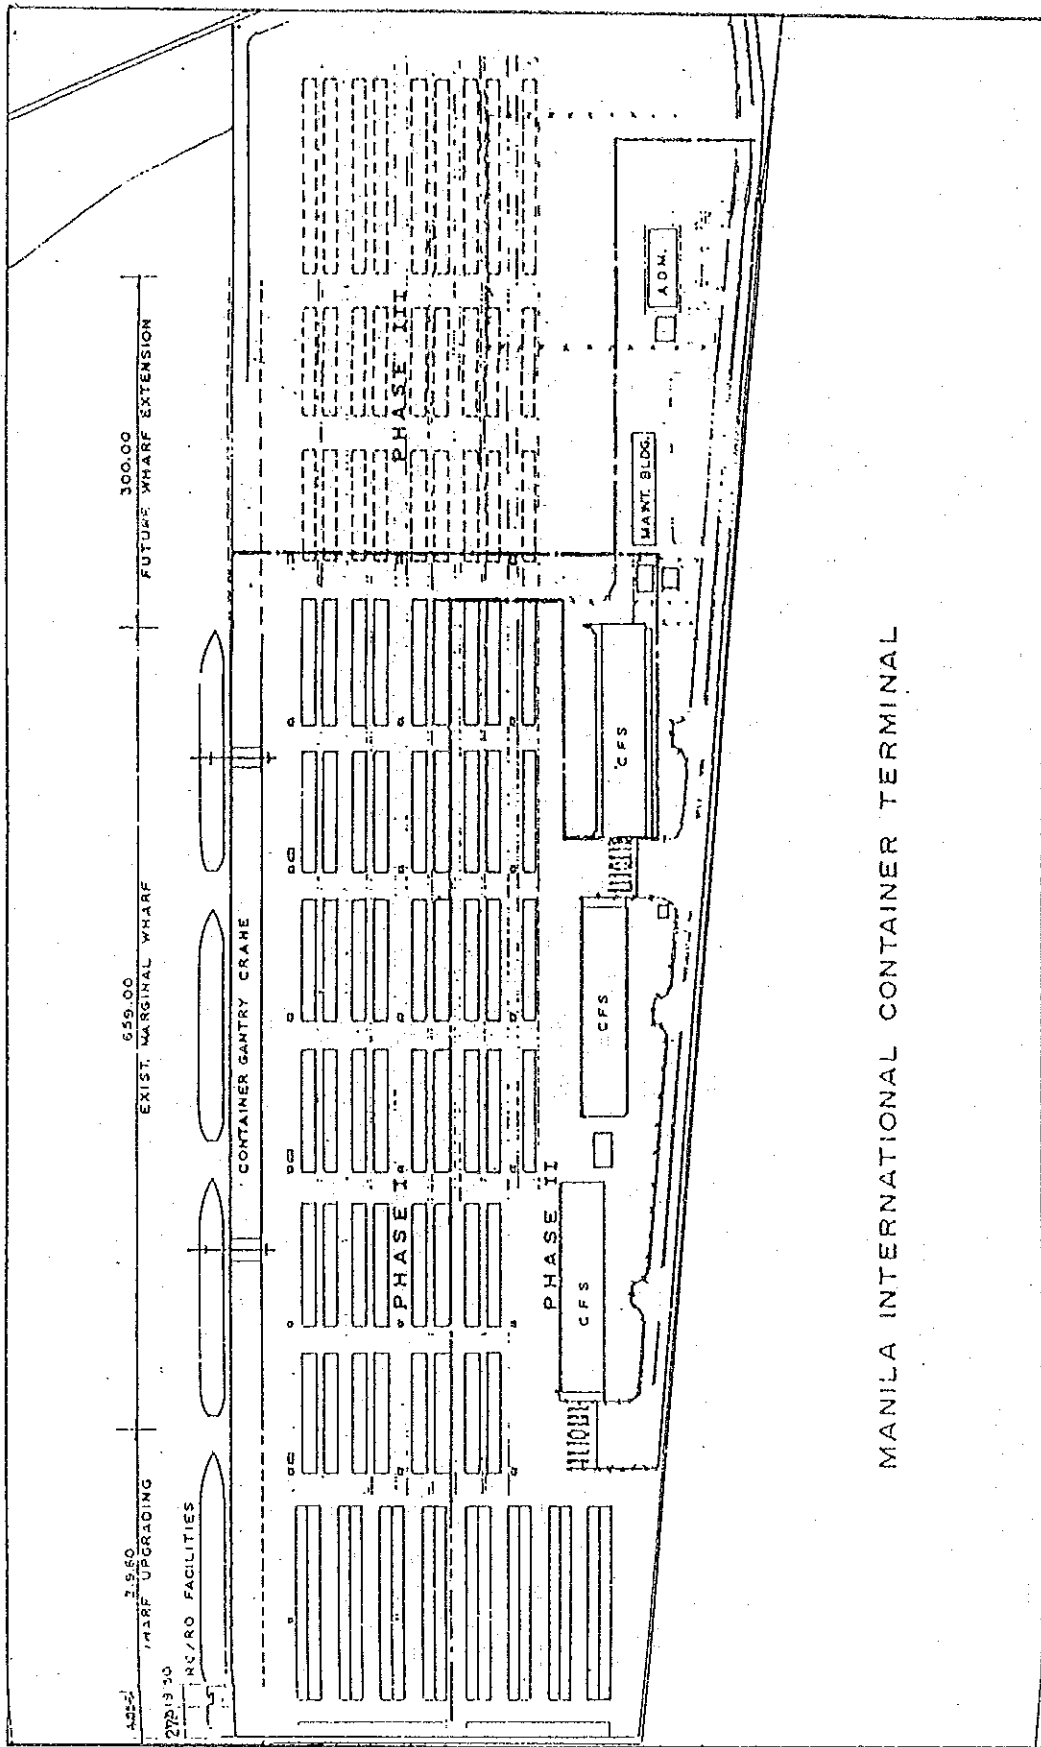 300.00
FUTURE WHARF EXTENSION
659.00
EXIST. MARGINAL WHARF
WHARF UPGRADING
RO/RO FACILITIES
CONTAINER GANTRY CRANE
PHASE III
PHASE I
PHASE II
ADM.
MAINT. BLDG.
CFS
CFS
CFS
MANILA INTERNATIONAL CONTAINER TERMINAL